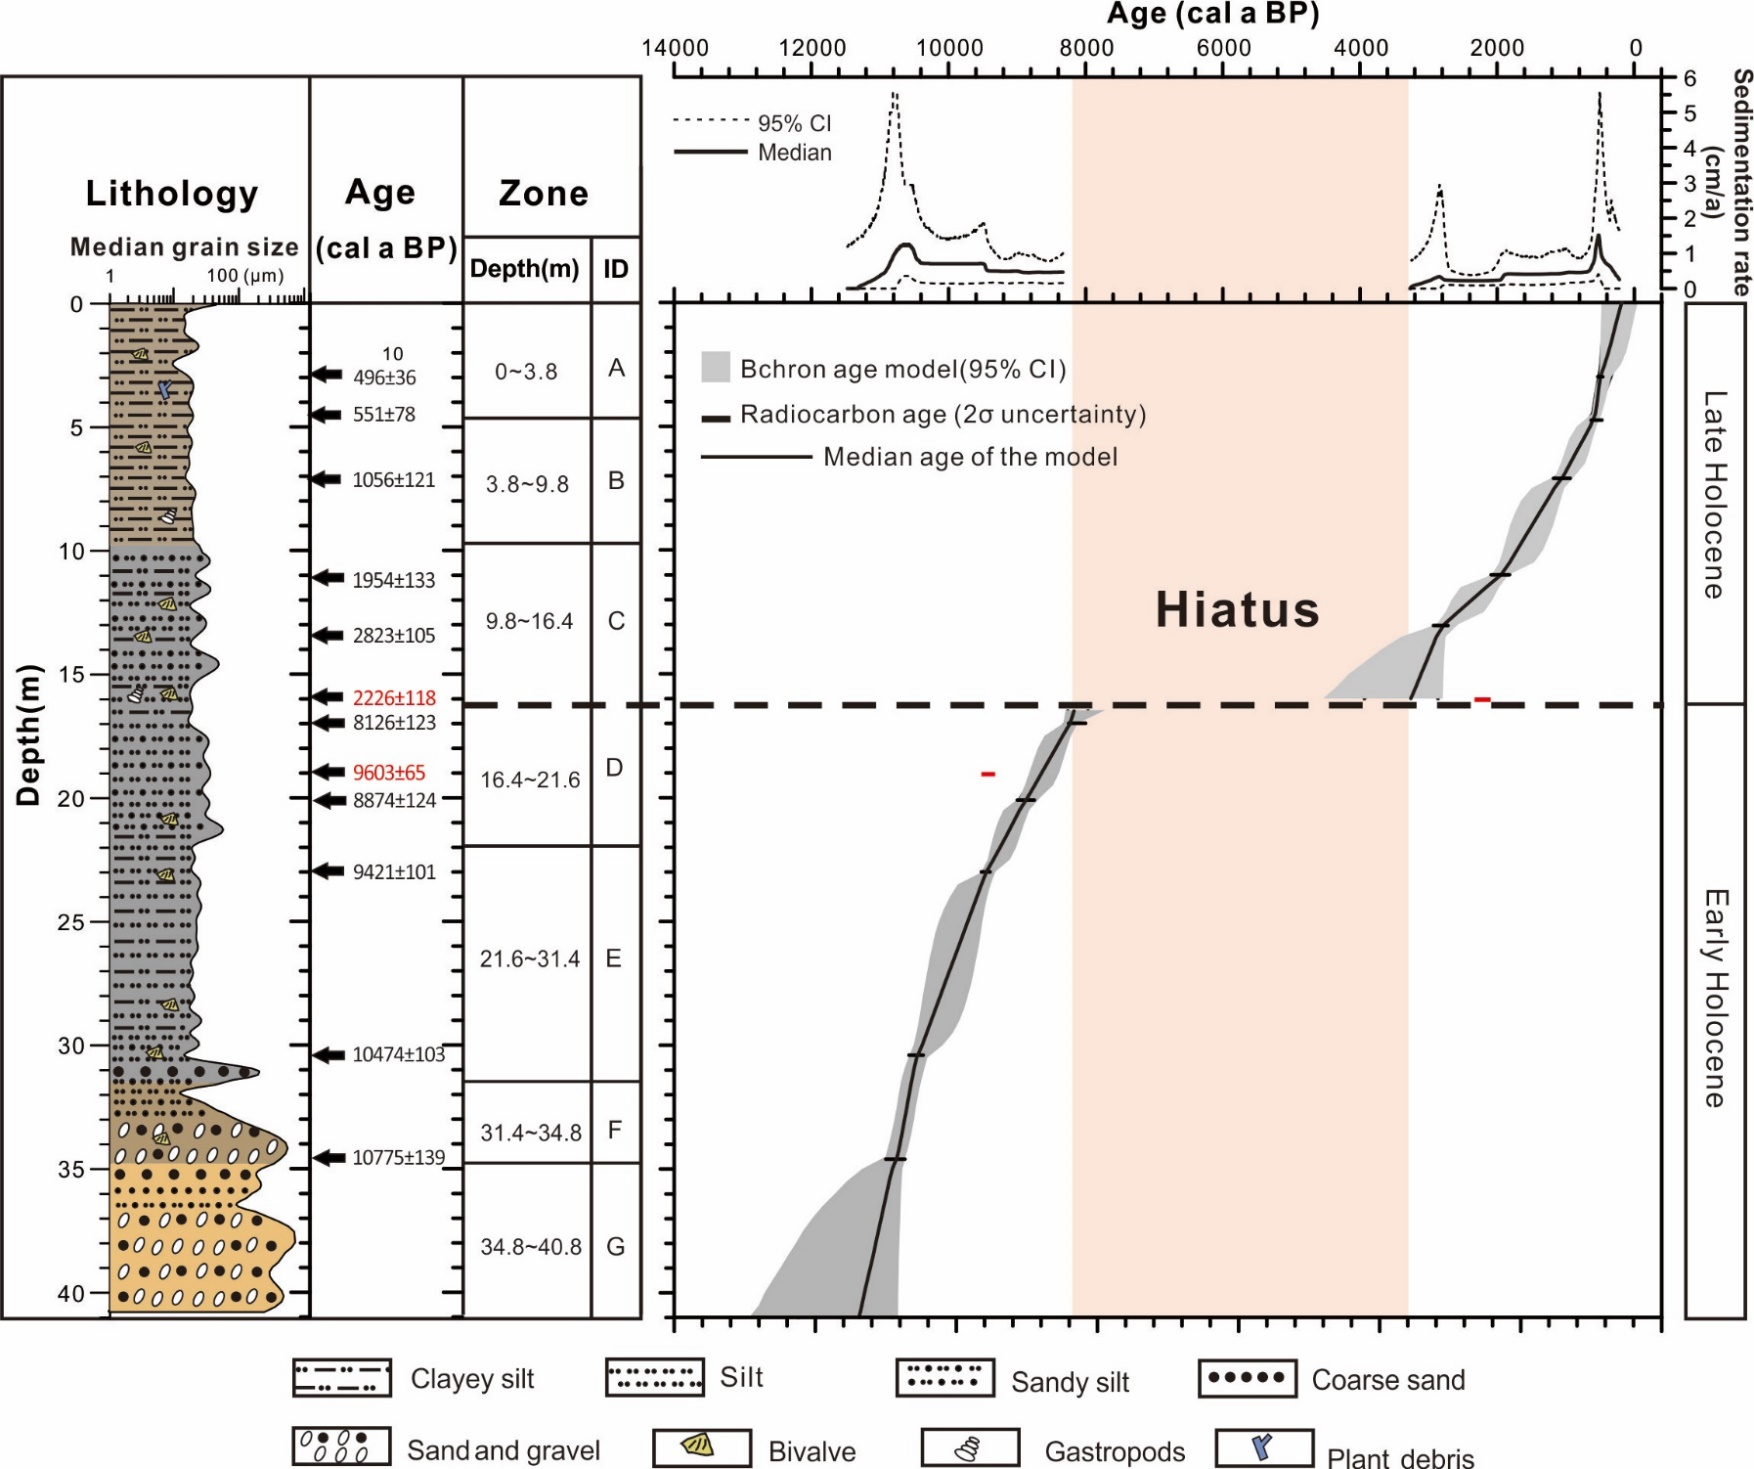 Age (cal a BP)
14000 12000 10000 8000 6000 4000 2000 0
Lithology
Median grain size
1 100 (μm)
Age
(cal a BP)
Zone
Depth(m) ID
95% CI
Median
6
5
4
3
2
1
0
Sedimentation rate
(cm/a)
Depth(m)
0
5
10
15
20
25
30
35
40
10
496±36
551±78
1056±121
1954±133
2823±105
2226±118
8126±123
9603±65
8874±124
9421±101
10474±103
10775±139
0~3.8 A
3.8~9.8 B
9.8~16.4 C
16.4~21.6 D
21.6~31.4 E
31.4~34.8 F
34.8~40.8 G
Bchron age model(95% CI)
Radiocarbon age (2σ uncertainty)
Median age of the model
Hiatus
Late Holocene
Early Holocene
Clayey silt
Silt
Sandy silt
Coarse sand
Sand and gravel
Bivalve
Gastropods
Plant debris